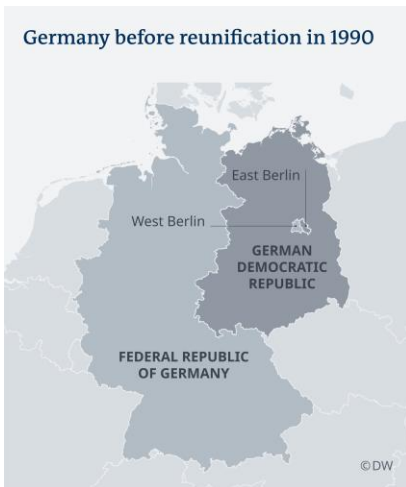 Germany before reunification in 1990
East Berlin
West Berlin
GERMAN
DEMOCRATIC
REPUBLIC
FEDERAL REPUBLIC
OF GERMANY
©DW